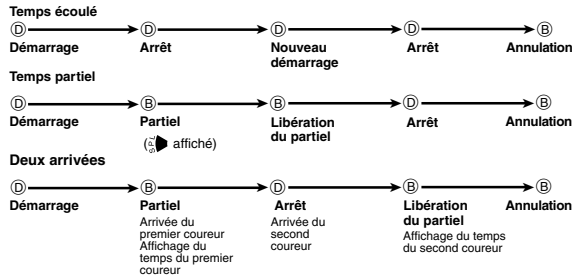 Temps écoulé
Ⓓ Ⓓ Ⓓ Ⓓ Ⓑ
Démarrage Arrêt Nouveau démarrage Arrêt Annulation
Temps partiel
Ⓓ Ⓑ Ⓑ Ⓓ Ⓑ
Démarrage Partiel Libération du partiel Arrêt Annulation
(SPL affiché)
Deux arrivées
Ⓓ Ⓑ Ⓓ Ⓑ Ⓑ
Démarrage Partiel Arrêt Libération du partiel Annulation
Arrivée du
premier coureur
Affichage du
temps du premier
coureur
Arrivée du
second
coureur
Affichage du temps
du second coureur